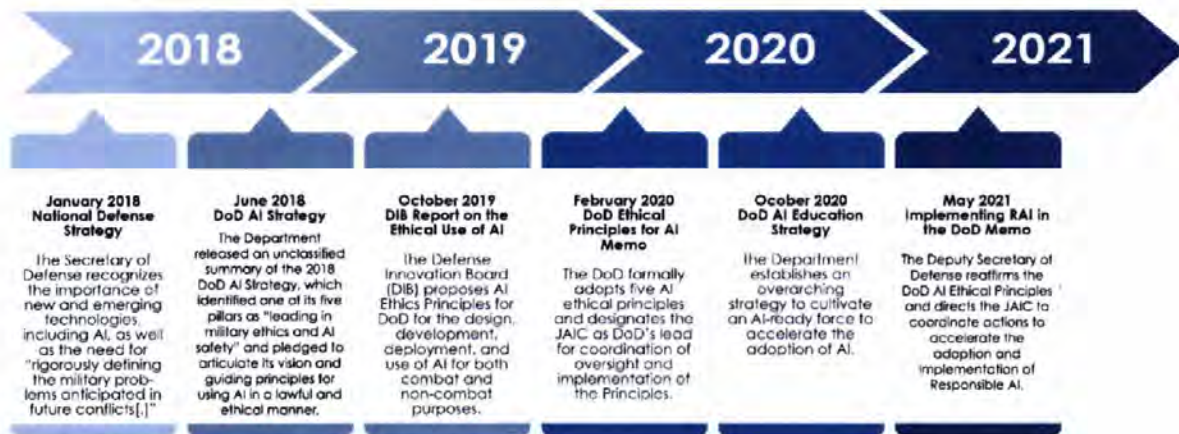 2018
2019
2020
2021
January 2018
National Defense
Strategy
The Secretary of
Defense recognizes
the importance of
new and emerging
technologies,
including AI, as well
as the need for
"rigorously defining
the military prob-
lems anticipated in
future conflicts[.]"
June 2018
DoD AI Strategy
The Department
released an unclassified
summary of the 2018
DoD AI Strategy, which
identified one of its five
pillars as "leading in
military ethics and AI
safety" and pledged to
articulate its vision and
guiding principles for
using AI in a lawful and
ethical manner.
October 2019
DIB Report on the
Ethical Use of AI
The Defense
Innovation Board
(DIB) proposes AI
Ethics Principles for
DoD for the design,
development,
deployment, and
use of AI for both
combat and
non-combat
purposes.
February 2020
DoD Ethical
Principles for AI
Memo
The DoD formally
adopts five AI
ethical principles
and designates the
JAIC as DoD's lead
for coordination of
oversight and
implementation of
the Principles.
Ocober 2020
DoD AI Education
Strategy
The Department
establishes an
overarching
strategy to cultivate
an AI-ready force to
accelerate the
adoption of AI.
May 2021
Implementing RAI in
the DoD Memo
The Deputy Secretary of
Defense reaffirms the
DoD AI Ethical Principles
and directs the JAIC to
coordinate actions to
accelerate the
adoption and
implementation of
Responsible AI.